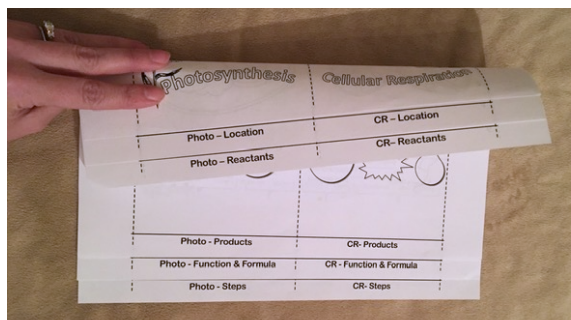 Photosynthesis Cellular Respiration
Photo – Location CR – Location
Photo – Reactants CR– Reactants
Photo - Products CR- Products
Photo - Function & Formula CR - Function & Formula
Photo - Steps CR- Steps